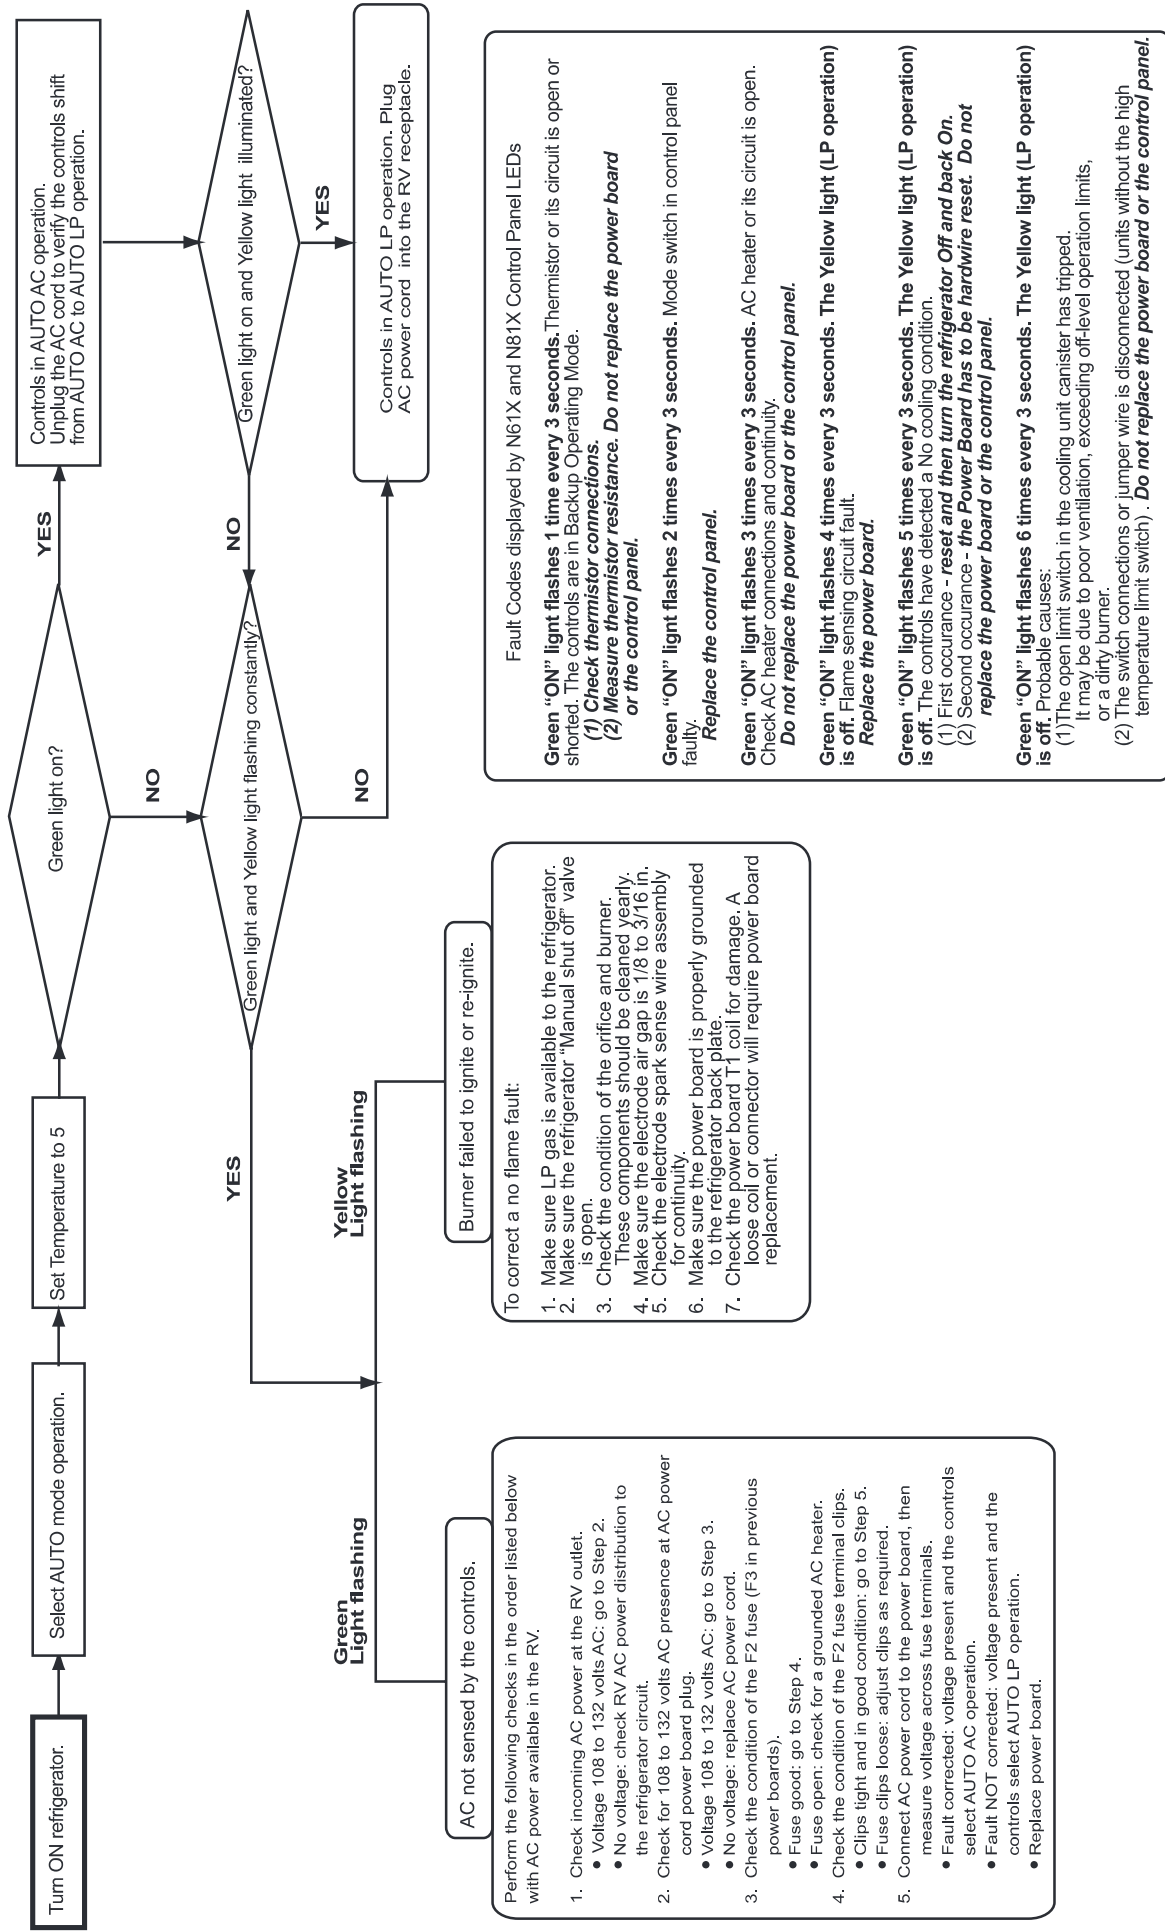 Turn ON refrigerator.
Select AUTO mode operation.
Set Temperature to 5
Green light on?
YES
Controls in AUTO AC operation.
Unplug the AC cord to verify the controls shift
from AUTO AC to AUTO LP operation.
NO
Green light and Yellow light flashing constantly?
NO
Green light on and Yellow light illuminated?
YES
NO
Controls in AUTO LP operation. Plug
AC power cord into the RV receptacle.
YES
Green
Light flashing
Yellow
Light flashing
AC not sensed by the controls.
Perform the following checks in the order listed below
with AC power available in the RV.
1. Check incoming AC power at the RV outlet.
● Voltage 108 to 132 volts AC: go to Step 2.
● No voltage: check RV AC power distribution to
the refrigerator circuit.
2. Check for 108 to 132 volts AC presence at AC power
cord power board plug.
● Voltage 108 to 132 volts AC: go to Step 3.
● No voltage: replace AC power cord.
3. Check the condition of the F2 fuse (F3 in previous
power boards).
● Fuse good: go to Step 4.
● Fuse open: check for a grounded AC heater.
4. Check the condition of the F2 fuse terminal clips.
● Clips tight and in good condition: go to Step 5.
● Fuse clips loose: adjust clips as required.
5. Connect AC power cord to the power board, then
measure voltage across fuse terminals.
● Fault corrected: voltage present and the controls
select AUTO AC operation.
● Fault NOT corrected: voltage present and the
controls select AUTO LP operation.
● Replace power board.
Burner failed to ignite or re-ignite.
To correct a no flame fault:
1. Make sure LP gas is available to the refrigerator.
2. Make sure the refrigerator “Manual shut off” valve
is open.
3. Check the condition of the orifice and burner.
These components should be cleaned yearly.
4. Make sure the electrode air gap is 1/8 to 3/16 in.
5. Check the electrode spark sense wire assembly
for continuity.
6. Make sure the power board is properly grounded
to the refrigerator back plate.
7. Check the power board T1 coil for damage. A
loose coil or connector will require power board
replacement.
Fault Codes displayed by N61X and N81X Control Panel LEDs
Green “ON” lignt flashes 1 time every 3 seconds.Thermistor or its circuit is open or
shorted. The controls are in Backup Operating Mode.
(1) Check thermistor connections.
(2) Measure thermistor resistance. Do not replace the power board
or the control panel.
Green “ON” lignt flashes 2 times every 3 seconds. Mode switch in control panel
faulty.
Replace the control panel.
Green “ON” lignt flashes 3 times every 3 seconds. AC heater or its circuit is open.
Check AC heater connections and continuity.
Do not replace the power board or the control panel.
Green “ON” light flashes 4 times every 3 seconds. The Yellow light (LP operation)
is off. Flame sensing circuit fault.
Replace the power board.
Green “ON” light flashes 5 times every 3 seconds. The Yellow light (LP operation)
is off. The controls have detected a No cooling condition.
(1) First occurance - reset and then turn the refrigerator Off and back On.
(2) Second occurance - the Power Board has to be hardwire reset. Do not
replace the power board or the control panel.
Green “ON” light flashes 6 times every 3 seconds. The Yellow light (LP operation)
is off. Probable causes:
(1)The open limit switch in the cooling unit canister has tripped.
It may be due to poor ventilation, exceeding off-level operation limits,
or a dirty burner.
(2) The switch connections or jumper wire is disconnected (units without the high
temperature limit switch) . Do not replace the power board or the control panel.